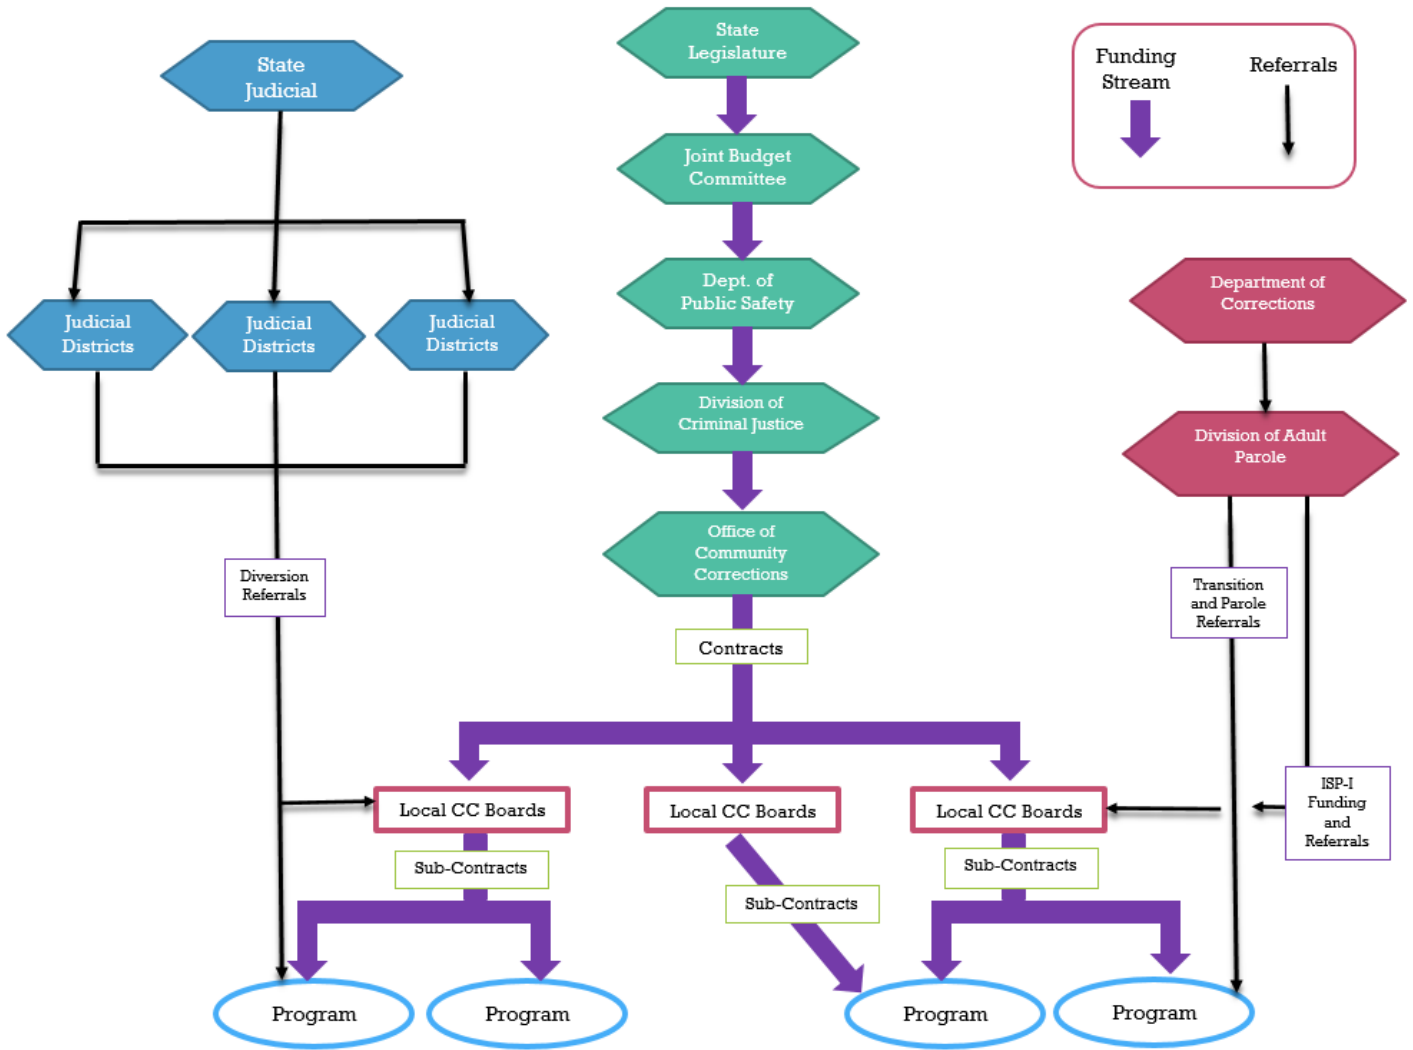 State
Judicial
State
Legislature
Funding
Stream
Referrals
Joint Budget
Committee
Dept. of
Public Safety
Department of
Corrections
Judicial
Districts
Judicial
Districts
Judicial
Districts
Division of
Criminal Justice
Division of Adult
Parole
Office of
Community
Corrections
Diversion
Referrals
Transition
and Parole
Referrals
Contracts
ISP-I
Funding
and
Referrals
Local CC Boards
Local CC Boards
Local CC Boards
Sub-Contracts
Sub-Contracts
Sub-Contracts
Program
Program
Program
Program